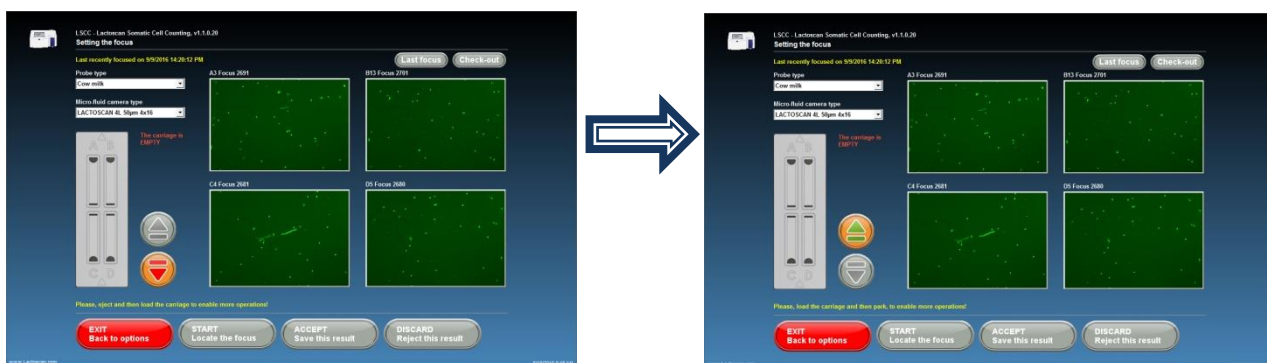 LSCC - Lactoscan Somatic Cell Counting, v1.1.0.20
Setting the focus
Last recently focused on 9/9/2016 14:20:12 PM
Last focus
Check-out
Probe type
Cow milk
A3 Focus 2691
B13 Focus 2701
Micro-fluid camera type
LACTOSCAN 4L 50µm 4x16
The carriage is
EMPTY
A B
C4 Focus 2681
D5 Focus 2680
C D
Please, eject and then load the carriage to enable more operations!
EXIT
Back to options
START
Locate the focus
ACCEPT
Save this result
DISCARD
Reject this result
LSCC - Lactoscan Somatic Cell Counting, v1.1.0.20
Setting the focus
Last recently focused on 9/9/2016 14:20:12 PM
Last focus
Check-out
Probe type
Cow milk
A3 Focus 2691
B13 Focus 2701
Micro-fluid camera type
LACTOSCAN 4L 50µm 4x16
The carriage is
EMPTY
A B
C4 Focus 2681
D5 Focus 2680
C D
Please, load the carriage and then park, to enable more operations!
EXIT
Back to options
START
Locate the focus
ACCEPT
Save this result
DISCARD
Reject this result